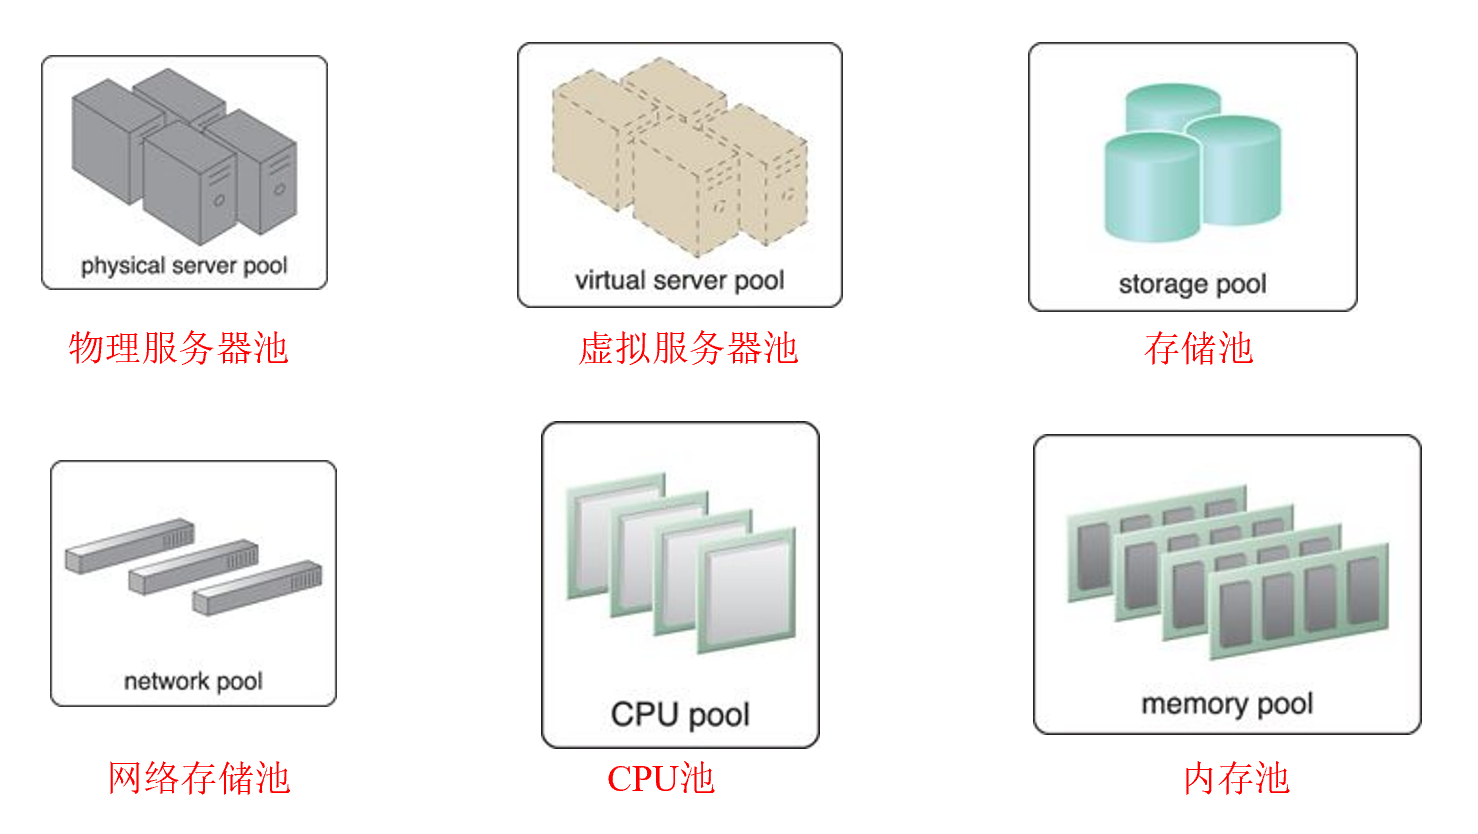 physical server pool
virtual server pool
storage pool
物理服务器池
虚拟服务器池
存储池
network pool
CPU pool
memory pool
网络存储池
CPU池
内存池